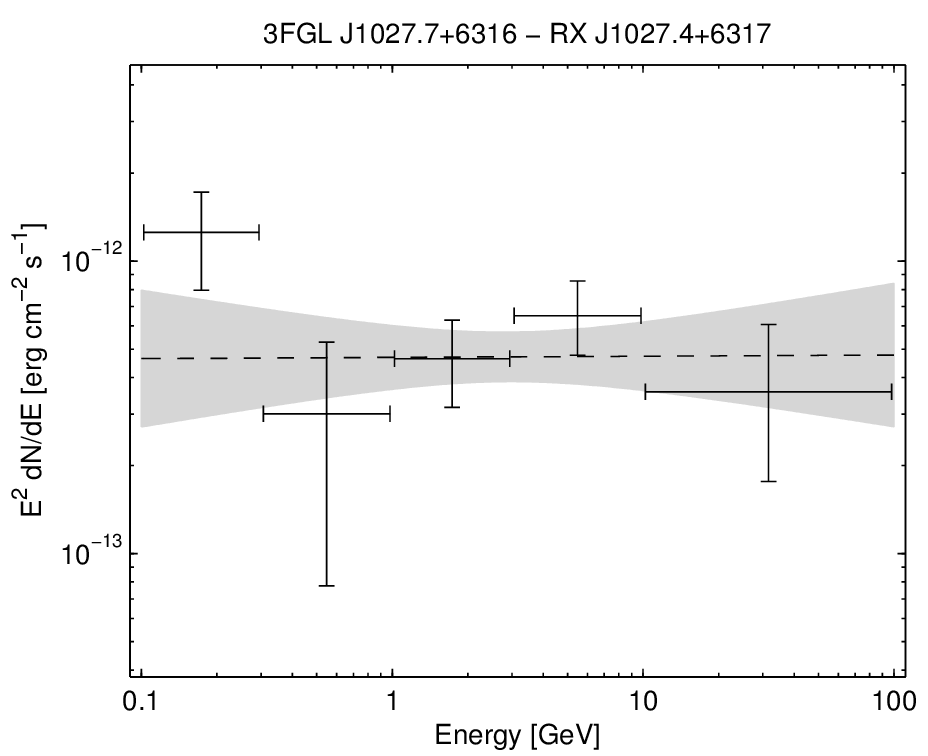 3FGL J1027.7+6316 – RX J1027.4+6317
E² dN/dE [erg cm⁻² s⁻¹]
10⁻¹²
10⁻¹³
0.1 1 10 100
Energy [GeV]